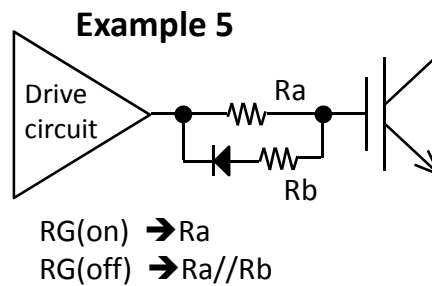 Example 5
Drive
circuit
Ra
Rb
RG(on) ➔Ra
RG(off) ➔Ra//Rb